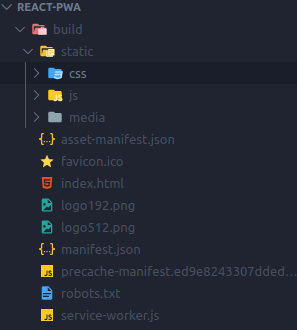 REACT-PWA
build
static
css
js
media
asset-manifest.json
favicon.ico
index.html
logo192.png
logo512.png
manifest.json
precache-manifest.ed9e8243307dded...
robots.txt
service-worker.js